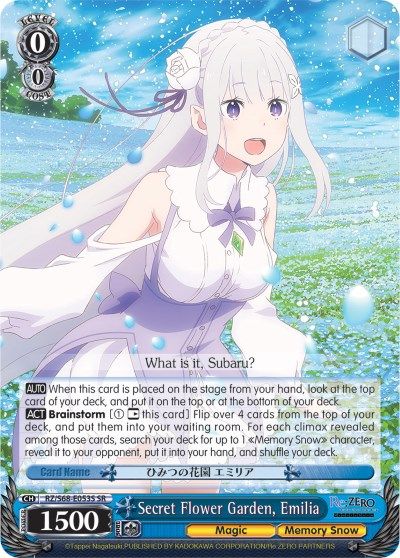 LEVEL
0
0
COST
What is it, Subaru?
AUTO When this card is placed on the stage from your hand, look at the top
card of your deck, and put it on the top or at the bottom of your deck.
ACT Brainstorm [① this card] Flip over 4 cards from the top of your
deck, and put them into your waiting room. For each climax revealed
among those cards, search your deck for up to 1 «Memory Snow» character,
reveal it to your opponent, put it into your hand, and shuffle your deck.
Card Name
ひみつの花園 エミリア
CH RZ/S68-E053S SR
Secret Flower Garden, Emilia
Re:ZERO
POWER
1500
SOUL
Magic
Memory Snow
©Tappei Nagatsuki,PUBLISHED BY KADOKAWA CORPORATION/Re:ZERO PARTNERS